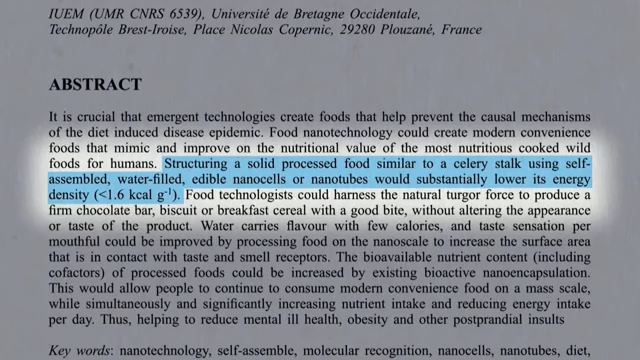 IUEM (UMR CNRS 6539), Université de Bretagne Occidentale,
Technopôle Brest-Iroise, Place Nicolas Copernic, 29280 Plouzané, France
ABSTRACT
It is crucial that emergent technologies create foods that help prevent the causal mechanisms
of the diet induced disease epidemic. Food nanotechnology could create modern convenience
foods that mimic and improve on the nutritional value of the most nutritious cooked wild
foods for humans. Structuring a solid processed food similar to a celery stalk using self-
assembled, water-filled, edible nanocells or nanotubes would substantially lower its energy
density (<1.6 kcal g⁻¹). Food technologists could harness the natural turgor force to produce a
firm chocolate bar, biscuit or breakfast cereal with a good bite, without altering the appearance
or taste of the product. Water carries flavour with few calories, and taste sensation per
mouthful could be improved by processing food on the nanoscale to increase the surface area
that is in contact with taste and smell receptors. The bioavailable nutrient content (including
cofactors) of processed foods could be increased by existing bioactive nanoencapsulation.
This would allow people to continue to consume modern convenience food on a mass scale,
while simultaneously and significantly increasing nutrient intake and reducing energy intake
per day. Thus, helping to reduce mental ill health, obesity and other postprandial insults
Key words: nanotechnology, self-assemble, molecular recognition, nanocells, nanotubes, diet,